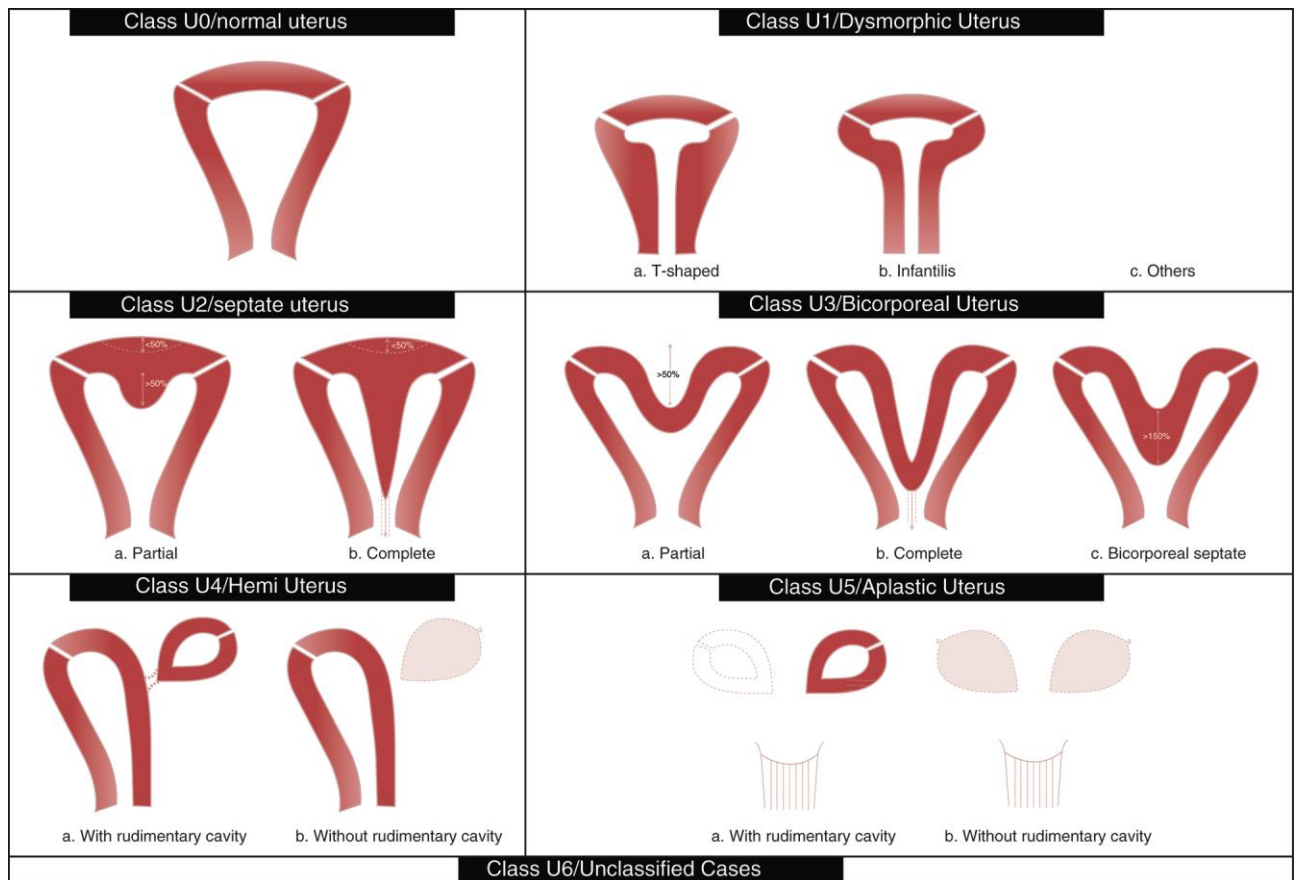 Class U0/normal uterus
Class U1/Dysmorphic Uterus
a. T-shaped
b. Infantilis
c. Others
Class U2/septate uterus
<50%
>50%
<50%
a. Partial
b. Complete
Class U3/Bicorporeal Uterus
>50%
>150%
a. Partial
b. Complete
c. Bicorporeal septate
Class U4/Hemi Uterus
a. With rudimentary cavity
b. Without rudimentary cavity
Class U5/Aplastic Uterus
a. With rudimentary cavity
b. Without rudimentary cavity
Class U6/Unclassified Cases